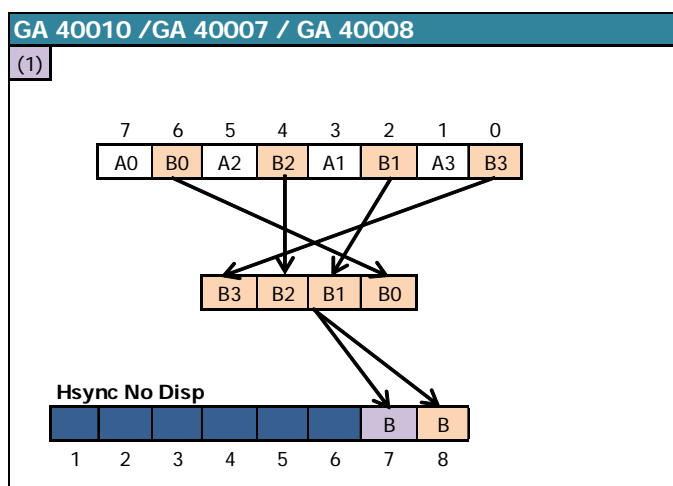 GA 40010 /GA 40007 / GA 40008
(1)
7 6 5 4 3 2 1 0
A0 B0 A2 B2 A1 B1 A3 B3
B3 B2 B1 B0
Hsync No Disp
B B
1 2 3 4 5 6 7 8